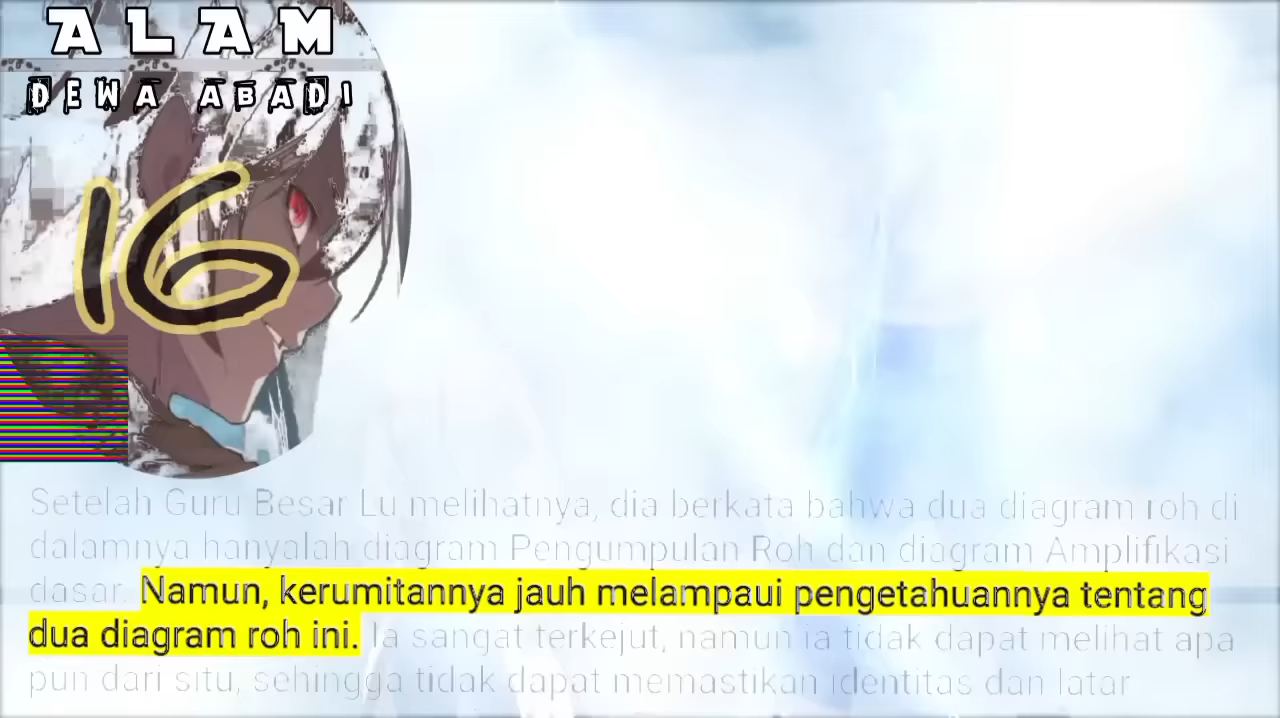 ALAM
DEWA ABADI
16
Setelah Guru Besar Lu melihatnya, dia berkata bahwa dua diagram roh di
dalamnya hanyalah diagram Pengumpulan Roh dan diagram Amplifikasi
dasar. Namun, kerumitannya jauh melampaui pengetahuannya tentang
dua diagram roh ini. Ia sangat terkejut, namun ia tidak dapat melihat apa
pun dari situ, sehingga tidak dapat memastikan identitas dan latar